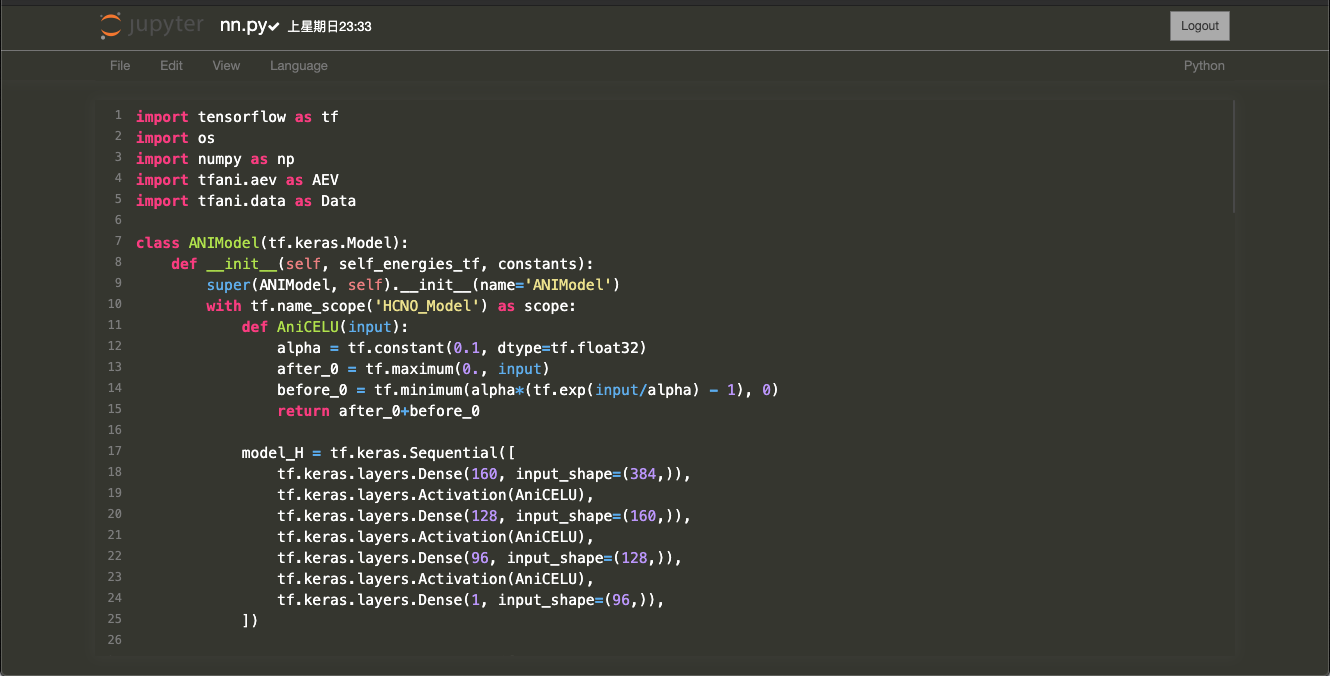 jupyter nn.py✔ 上星期日23:33 Logout
File Edit View Language Python
1 import tensorflow as tf
2 import os
3 import numpy as np
4 import tfani.aev as AEV
5 import tfani.data as Data
6
7 class ANIModel(tf.keras.Model):
8     def __init__(self, self_energies_tf, constants):
9         super(ANIModel, self).__init__(name='ANIModel')
10         with tf.name_scope('HCNO_Model') as scope:
11             def AniCELU(input):
12                 alpha = tf.constant(0.1, dtype=tf.float32)
13                 after_0 = tf.maximum(0., input)
14                 before_0 = tf.minimum(alpha*(tf.exp(input/alpha) - 1), 0)
15                 return after_0+before_0
16
17             model_H = tf.keras.Sequential([
18                 tf.keras.layers.Dense(160, input_shape=(384,)),
19                 tf.keras.layers.Activation(AniCELU),
20                 tf.keras.layers.Dense(128, input_shape=(160,)),
21                 tf.keras.layers.Activation(AniCELU),
22                 tf.keras.layers.Dense(96, input_shape=(128,)),
23                 tf.keras.layers.Activation(AniCELU),
24                 tf.keras.layers.Dense(1, input_shape=(96,)),
25             ])
26